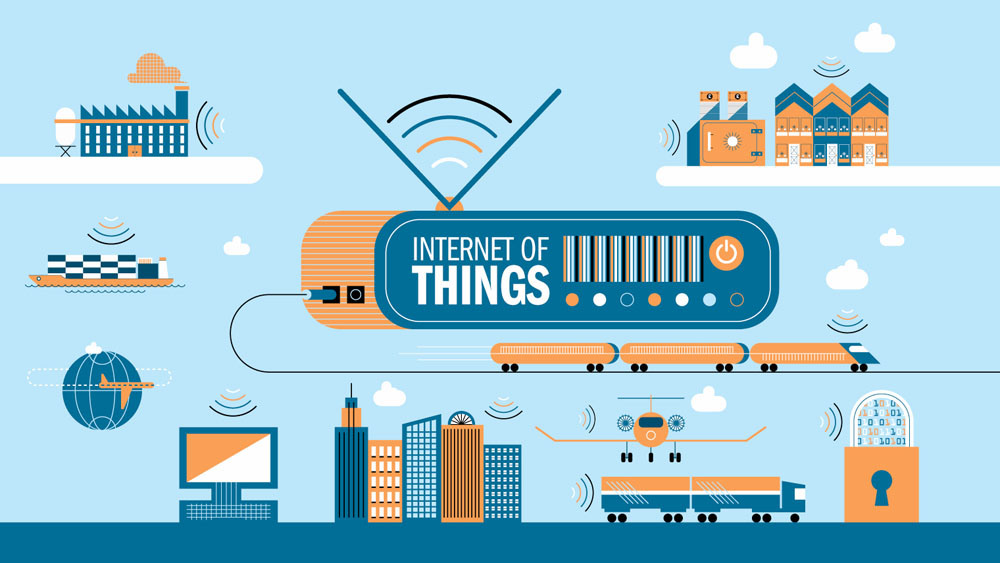 INTERNET OF
THINGS
£ £